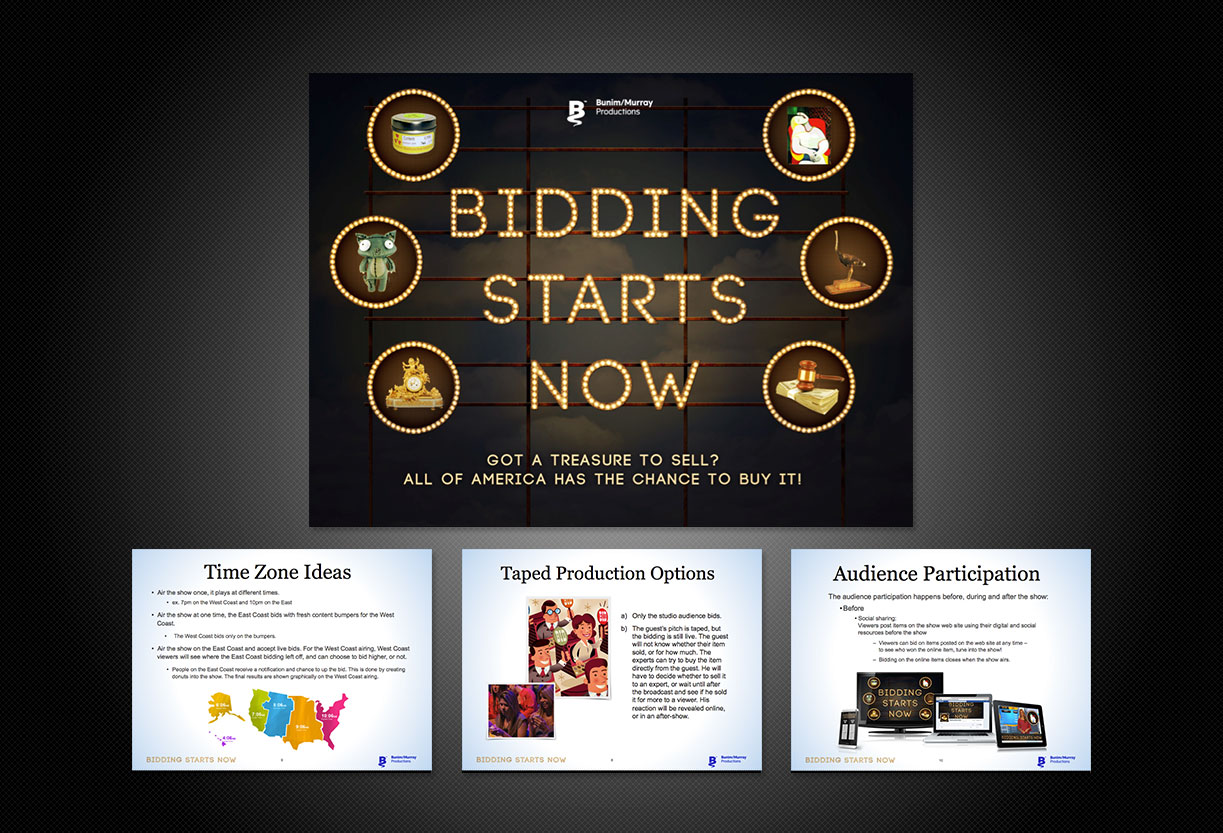 Bunim/Murray
Productions
BIDDING
STARTS
NOW
GOT A TREASURE TO SELL?
ALL OF AMERICA HAS THE CHANCE TO BUY IT!
Time Zone Ideas
• Air the show once, it plays at different times.
• ex. 7pm on the West Coast and 10pm on the East
• Air the show at one time, the East Coast bids with fresh content bumpers for the West
Coast.
• The West Coast bids only on the bumpers.
• Air the show on the East Coast and accept live bids. For the West Coast airing, West Coast
viewers will see where the East Coast bidding left off, and can choose to bid higher, or not.
• People on the East Coast receive a notification and chance to up the bid. This is done by creating
donuts into the show. The final results are shown graphically on the West Coast airing.
BIDDING STARTS NOW
Bunim/Murray
Productions
Taped Production Options
a) Only the studio audience bids.
b) The guest's pitch is taped, but
the bidding is still live. The guest
will not know whether their item
sold, or for how much. The
experts can try to buy the item
directly from the guest. He will
have to decide whether to sell it
to an expert, or wait until after
the broadcast and see if he sold
it for more to a viewer. His
reaction will be revealed online,
or in an after-show.
BIDDING STARTS NOW
Bunim/Murray
Productions
Audience Participation
The audience participation happens before, during and after the show:
•Before
• Social sharing:
Viewers post items on the show web site using their digital and social
resources before the show
– Viewers can bid on items posted on the web site at any time –
to see who won the online item, tune into the show!
– Bidding on the online items closes when the show airs.
BIDDING
STARTS
NOW
BIDDING
STARTS
NOW
BIDDING STARTS NOW
BIDDING STARTS NOW
10
Bunim/Murray
Productions